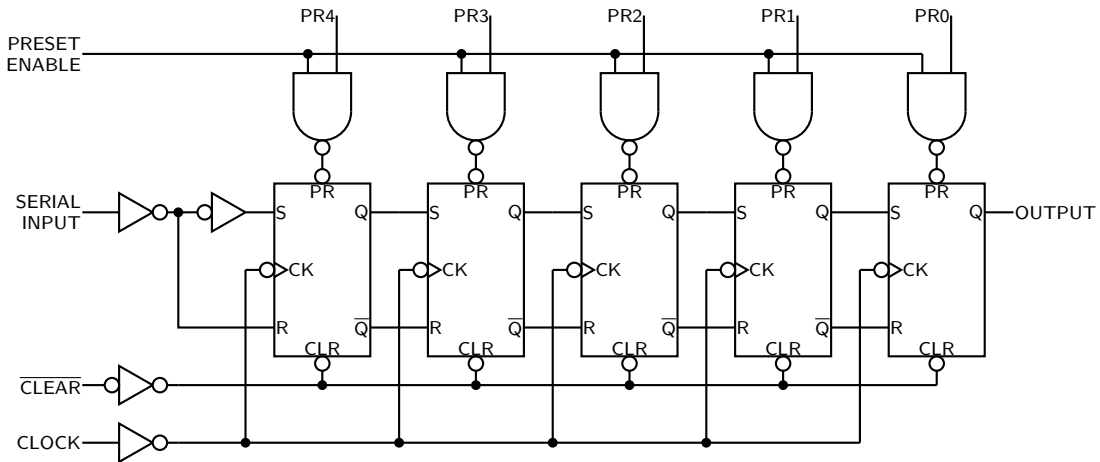 PR4 PR3 PR2 PR1 PR0
PRESET
ENABLE
PR PR PR PR PR
SERIAL
INPUT
S Q S Q S Q S Q S Q OUTPUT
CK CK CK CK CK
R Q̅ R Q̅ R Q̅ R Q̅ R
CLR CLR CLR CLR CLR
C̅L̅E̅A̅R̅
CLOCK